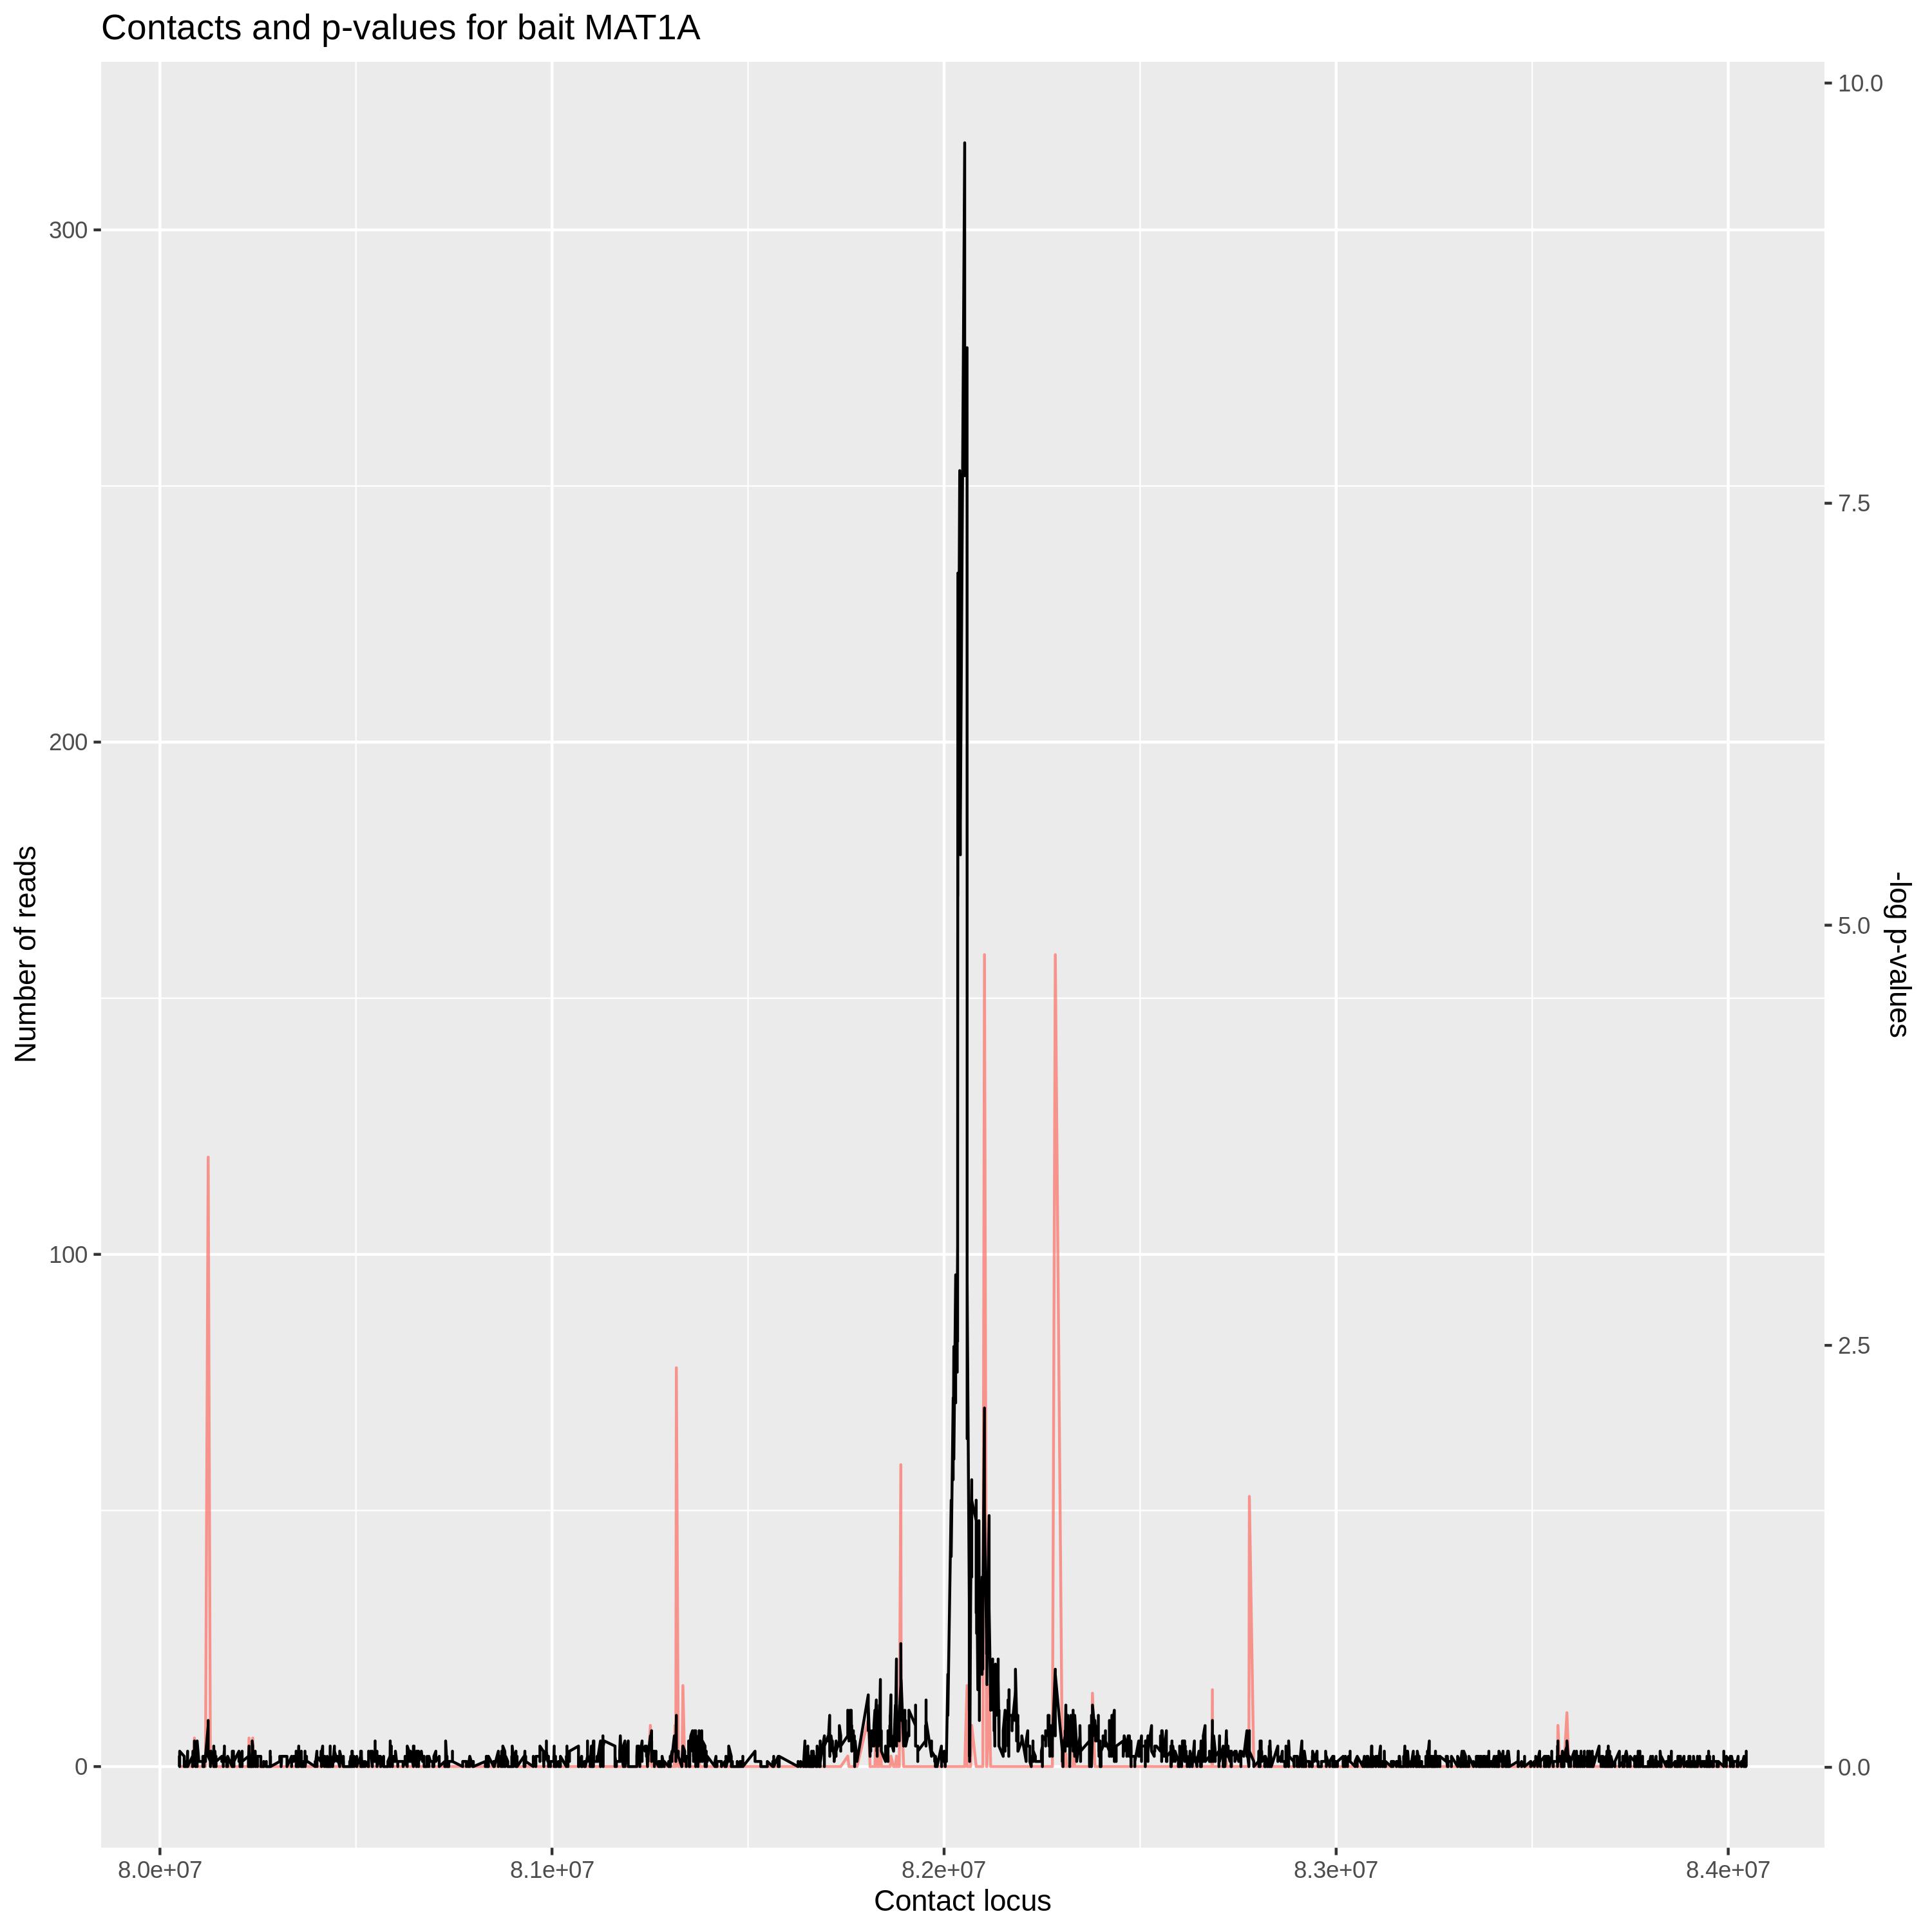 Contacts and p-values for bait MAT1A
10.0
300
7.5
200
5.0
Number of reads
-log p-values
100
2.5
0
0.0
8.0e+07 8.1e+07 8.2e+07 8.3e+07 8.4e+07
Contact locus